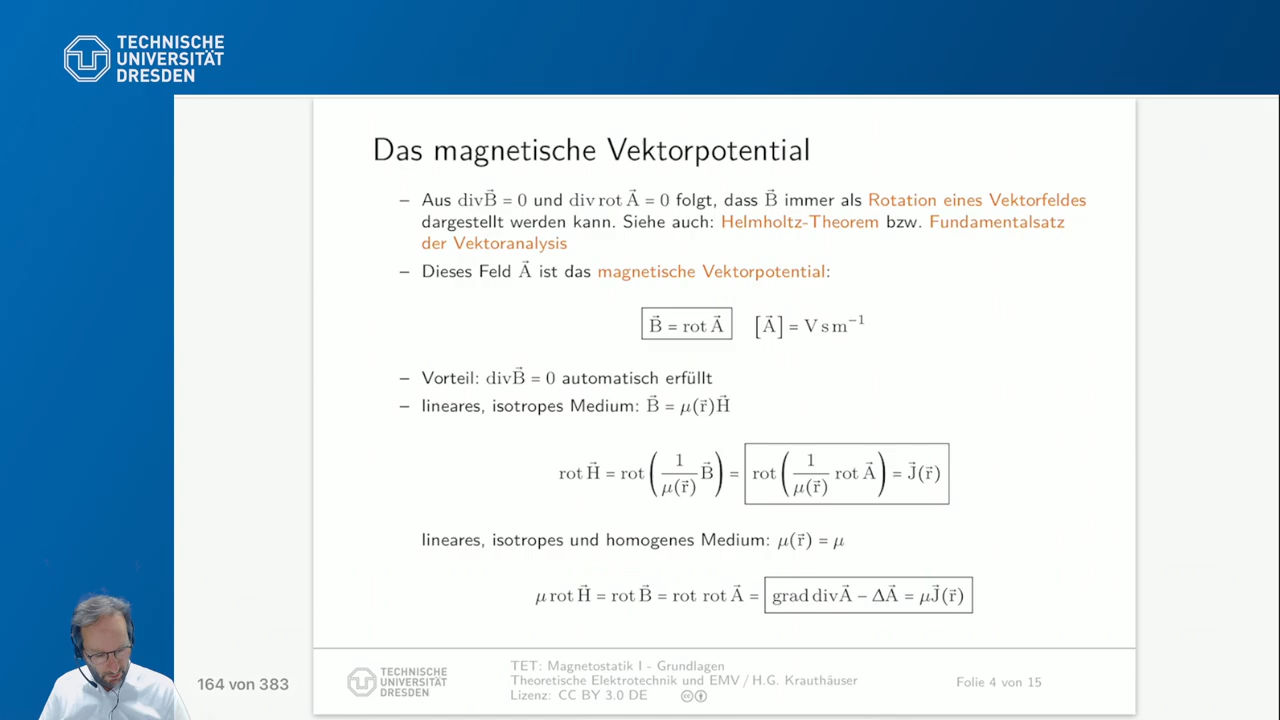 TECHNISCHE
UNIVERSITÄT
DRESDEN
Das magnetische Vektorpotential
– Aus div B⃗ = 0 und div rot A⃗ = 0 folgt, dass B⃗ immer als Rotation eines Vektorfeldes
dargestellt werden kann. Siehe auch: Helmholtz-Theorem bzw. Fundamentalsatz
der Vektoranalysis
– Dieses Feld A⃗ ist das magnetische Vektorpotential:
B⃗ = rot A⃗ [A⃗] = V s m⁻¹
– Vorteil: div B⃗ = 0 automatisch erfüllt
– lineares, isotropes Medium: B⃗ = μ(r⃗)H⃗
rot H⃗ = rot (1/μ(r⃗) B⃗) = rot (1/μ(r⃗) rot A⃗) = J⃗(r⃗)
lineares, isotropes und homogenes Medium: μ(r⃗) = μ
μ rot H⃗ = rot B⃗ = rot rot A⃗ = grad div A⃗ − ΔA⃗ = μJ⃗(r⃗)
164 von 383
TECHNISCHE
UNIVERSITÄT
DRESDEN
TET: Magnetostatik I - Grundlagen
Theoretische Elektrotechnik und EMV / H.G. Krauthäuser
Lizenz: CC BY 3.0 DE
Folie 4 von 15